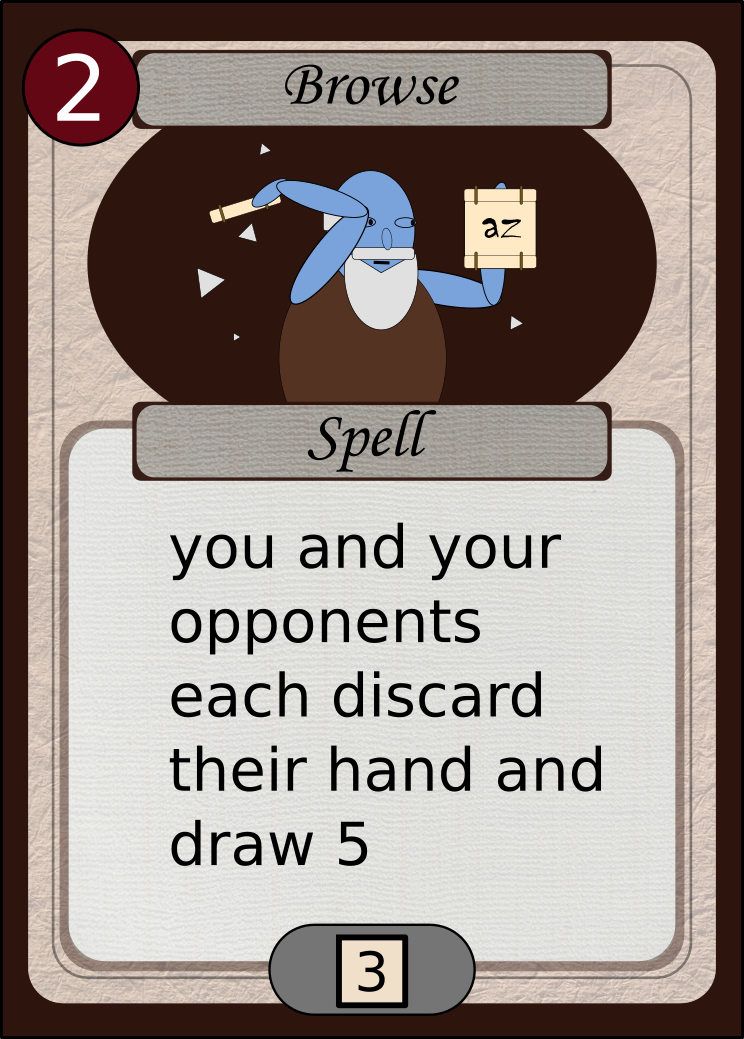 2
Browse
az
Spell
you and your
opponents
each discard
their hand and
draw 5
3